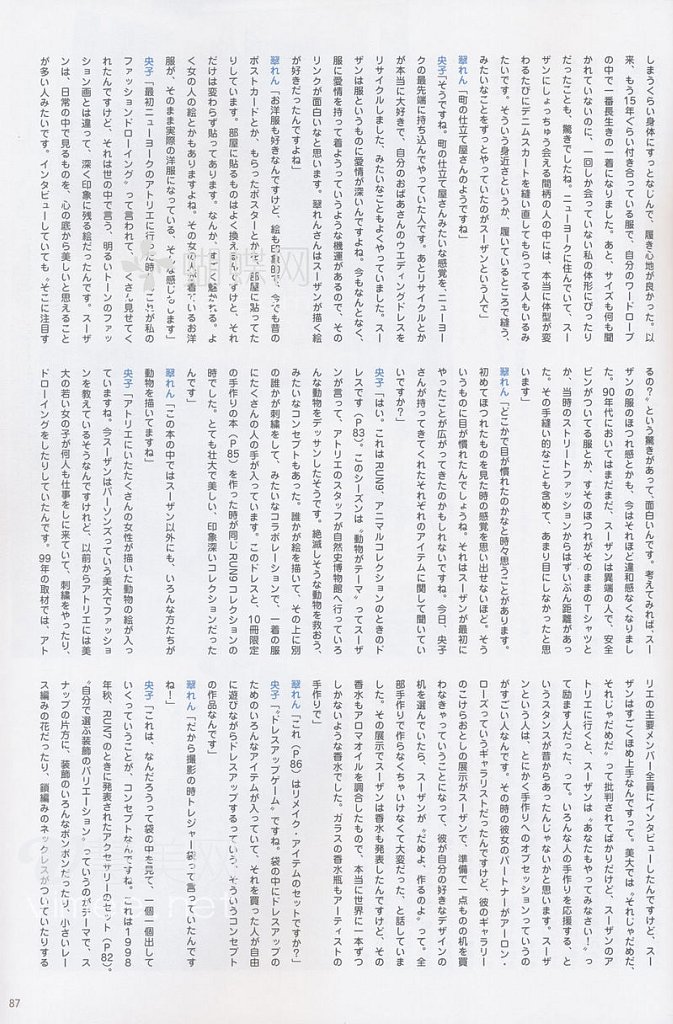 しまうくらい身体にすっとなじんで、履き心地が良かった。以
来、もう15年くらい付き合っている服で、自分のワードローブ
の中で一番長生きの一着になりました。あと、サイズも何も聞
かれていないのに、一回しか会っていない私の体形にぴったり
だったことも、驚きでしたね。ニューヨークに住んでいて、スー
ザンにしょっちゅう会える間柄の人の中には、本当に体型が変
わるたびにデニムスカートを縫い直してもらってる人もいるみ
たいです。そういう身近さというか、履いているところで縫う、
みたいなことをずっとやっていたのがスーザンという人で」
翠れん「町の仕立て屋さんのようですね」
央子「そうですね。町の仕立て屋さんみたいな感覚を、ニューヨー
クの最先端に持ち込んでやっていた人です。あとリサイクルとか
が本当に大好きで、自分のおばあさんのウエディングドレスを
リサイクルしました、みたいなこともよくやっていました。スー
ザンは服というものに愛情が深いんですよね。今もなんとなく、
服に愛情を持って着ようっていうような機運があるので、その
リンクが面白いなと思います。翠れんさんはスーザンが描く絵
が好きだったんですよね」
翠れん「お洋服も好きなんですけど、絵も印象的で、今でも昔の
ポストカードとか、もらったポスターとかを、部屋に貼ってた
りしています。部屋に貼るものはよく換えるんですけど、それ
だけは変わらず貼ってあります。なんか、すごく魅かれる。よ
く女の人の絵とかもありますよね。その女の人が着ているお洋
服が、そのまま実際の洋服になっている、そんな感じもします」
央子「最初ニューヨークのアトリエに行った時、“これが私の
ファッションドローイング”って言われて、たくさん見せてく
れたんですけど、それは世の中で言う、明るいトーンのファッ
ション画とは違って、深く印象に残る絵だったんです。スーザ
ンは、日常の中で見るものを、心の底から美しいと思えること
が多い人みたいです。インタビューしていても、“そこに注目す
るの？”という驚きがあって、面白いんです。考えてみれば、スー
ザンの服のほつれ感とかも、今はそれほど違和感なくなりまし
た。90年代においてはまだまだ、スーザンは異端の人で、安全
ピンがついてる服とか、すそのほつれがそのままのTシャツと
か、当時のストリートファッションからはずいぶん距離があっ
た。その手縫い的なことも含めて、あまり目にしなかったと思
います」
翠れん「どこかで目が慣れたのかなと時々思うことがあります。
初めてほつれたものを見た時の感覚を思い出せないほど。そう
いうものに目が慣れたんでしょうね。それはスーザンが最初に
やったことが広がってきたのかもしれないですね。今日、央子
さんが持ってきてくれたそれぞれのアイテムに関して聞いてい
いですか？」
央子「はい。これはRUN9、アニマルコレクションのときのド
レスです（P83）。このシーズンは“動物がテーマ”ってスーザ
ンが言って、アトリエのスタッフが自然史博物館へ行っていろ
んな動物をデッサンしたそうです。絶滅しそうな動物を救おう、
みたいなコンセプトもあった。誰かが絵を描いて、その上に別
の誰かが刺繍をして、みたいなコラボレーションで、一着の服
にたくさんの人の手が入っています。このドレスと、10冊限定
の手作りの本（P85）を作った時が同じRUN9コレクションの
時でした。とても壮大で美しい、印象深いコレクションだった
んです」
翠れん「この本の中ではスーザン以外にも、いろんな方たちが
動物を描いてますね」
央子「アトリエにいたたくさんの女性が描いた動物の絵が入っ
ていますね。今スーザンはパーソンズっていう美大でファッショ
ンを教えているそうなんですけれど、以前からアトリエには美
大の若い女の子が何人も仕事をしに来ていて、刺繍をやったり、
ドローイングをしたりしていたんです。99年の取材では、アト
リエの主要メンバー全員にインタビューしたんですけど、スー
ザンはすごくほめ上手なんですって。美大では“それじゃだめだ、
それじゃだめだ”って批判されてばかりだけど、スーザンのア
トリエに行くと、スーザンは“あなたもやってみなさい！”っ
て励ます人だった、って。いろんな人の手作りを応援する、と
いうスタンスが昔からあったんじゃないかと思います。スーザ
ンという人は、とにかく手作りへのオブセッションっていうの
がすごい人なんです。その時の彼女のパートナーがアーロン・
ローズっていうギャラリストだったんですけど、彼のギャラリー
のこけらおとしの展示がスーザンで、準備で一点ものの机を買
わなきゃっていうことになって、彼が自分の好きなデザインの
机を選んでいたら、スーザンが、“だめよ、作るのよ”って。全
部手作りで作らなくちゃいけなくて大変だった、と話していま
した。その展示でスーザンは香水も発表したんですけど、その
香水もアロマオイルを調合したもので、本当に世界に一本ずつ
しかないような香水でした。ガラスの香水瓶もアーティストの
手作りで」
翠れん「これ（P86）はリメイク・アイテムのセットですか？」
央子「“ドレスアップゲーム”ですね。袋の中にドレスアップの
ためのいろんなアイテムが入っていて、それを買った人が自由
に遊びながらドレスアップするっていう、そういうコンセプト
の作品なんです」
翠れん「だから撮影の時トレジャー袋って言っていたんです
ね！」
央子「これは、なんだろうって袋の中を見て、一個一個出して
いくっていうことが、コンセプトなんですね。これは1998
年秋、RUN7のときに発表されたアクセサリーのセット（P82）。
“自分で選ぶ装飾のバリエーション”っていうのがテーマで、ス
ナップの片方に、装飾のいろんなボンボンだったり、小さいレー
ス編みの花だったり、鎖編みのネックレスがついていたりする
87